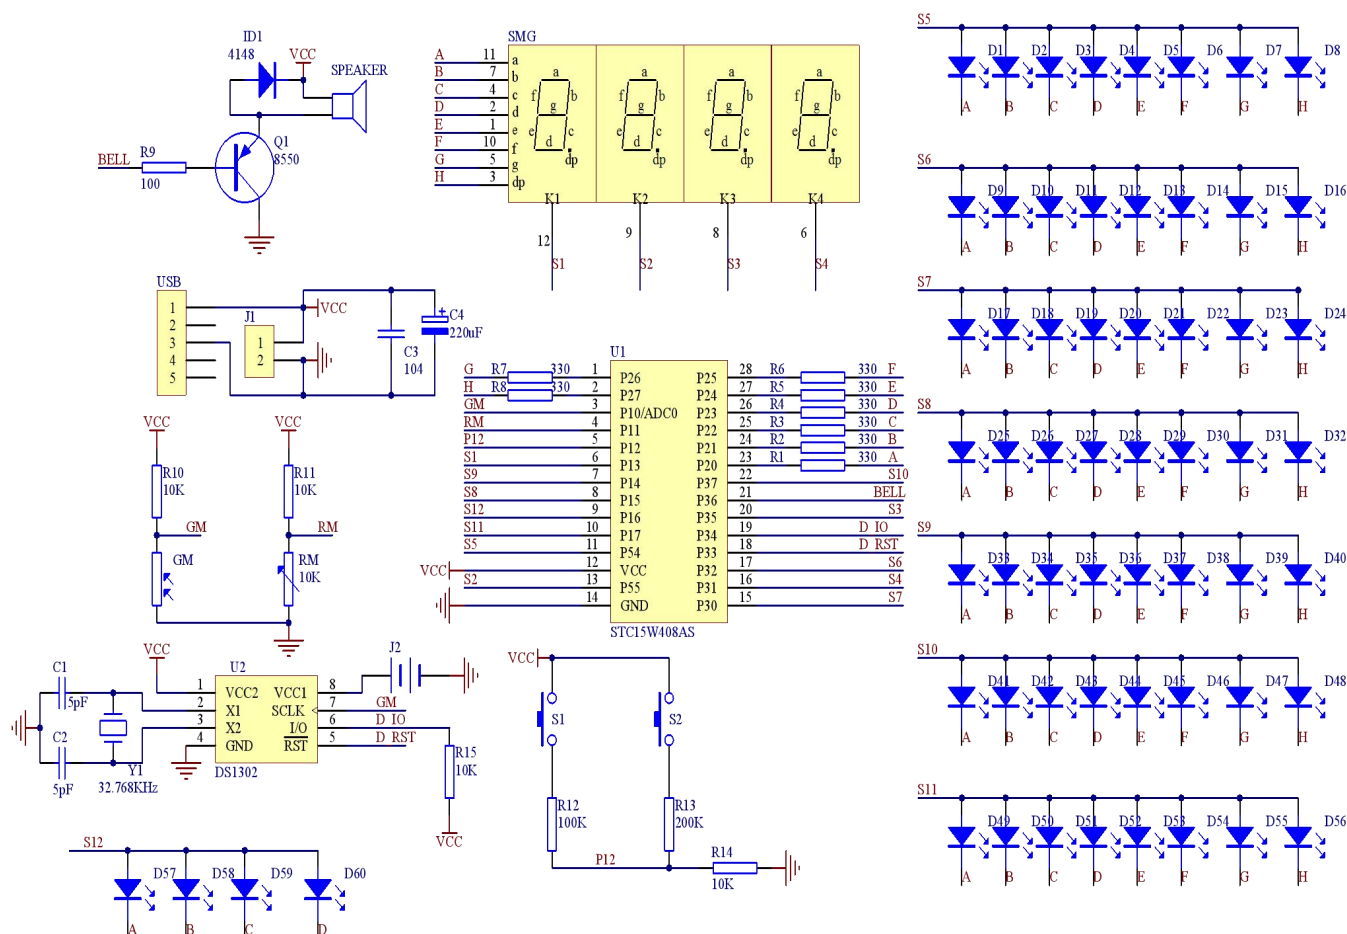 ID1
4148
VCC
SPEAKER
Q1
8550
BELL
R9
100
SMG
A 11 a
B 7 b
C 4 c
D 2 d
E 1 e
F 10 f
G 5 g
H 3 dp
a a a a
f b f b f b f b
g g g g
e c e c e c e c
d d d d
dp dp dp dp
K1 K2 K3 K4
12 9 8 6
S1 S2 S3 S4
USB
1
2
3
4
5
J1
1
2
VCC
C3
104
C4
+
220uF
VCC
R10
10K
GM
GM
VCC
R11
10K
RM
RM
10K
U1
G R7 330 1 P26
H R8 330 2 P27
GM 3 P10/ADC0
RM 4 P11
P12 5 P12
S1 6 P13
S9 7 P14
S8 8 P15
S12 9 P16
S11 10 P17
S5 11 P54
VCC 12 VCC
S2 13 P55
14 GND
P25 28 R6 330 F
P24 27 R5 330 E
P23 26 R4 330 D
P22 25 R3 330 C
P21 24 R2 330 B
P20 23 R1 330 A
P37 22 S10
P36 21 BELL
P35 20 S3
P34 19 D IO
P33 18 D RST
P32 17 S6
P31 16 S4
P30 15 S7
STC15W408AS
VCC
C1
5pF
C2
5pF
Y1
32.768KHz
U2
1 VCC2 VCC1 8
2 X1 SCLK 7 GM
3 X2 I/O 6 D IO
4 GND RST 5 D RST
DS1302
J2
R15
10K
VCC
VCC
S1
S2
R12
100K
R13
200K
P12
R14
10K
S12
D57 D58 D59 D60
A B C D
S5
D1 D2 D3 D4 D5 D6 D7 D8
A B C D E F G H
S6
D9 D10 D11 D12 D13 D14 D15 D16
A B C D E F G H
S7
D17 D18 D19 D20 D21 D22 D23 D24
A B C D E F G H
S8
D25 D26 D27 D28 D29 D30 D31 D32
A B C D E F G H
S9
D33 D34 D35 D36 D37 D38 D39 D40
A B C D E F G H
S10
D41 D42 D43 D44 D45 D46 D47 D48
A B C D E F G H
S11
D49 D50 D51 D52 D53 D54 D55 D56
A B C D E F G H